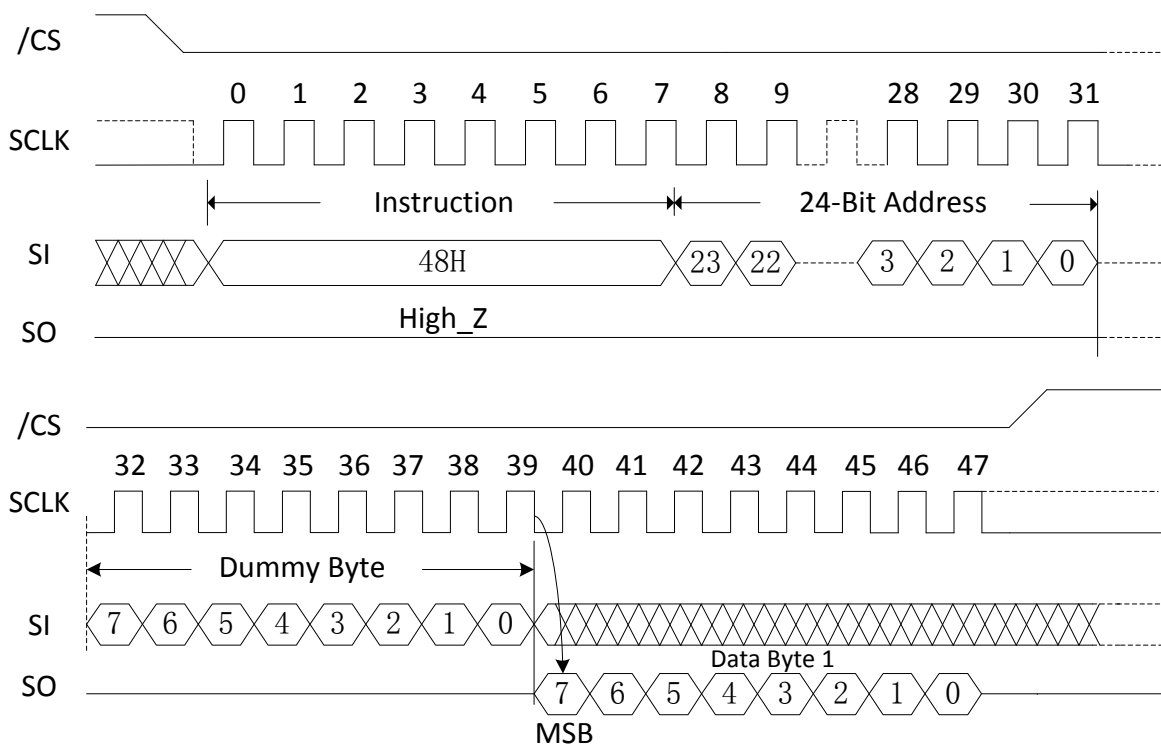 /CS
0 1 2 3 4 5 6 7 8 9 28 29 30 31
SCLK
Instruction 24-Bit Address
SI 48H 23 22 3 2 1 0
High_Z
SO
/CS
32 33 34 35 36 37 38 39 40 41 42 43 44 45 46 47
SCLK
Dummy Byte
SI 7 6 5 4 3 2 1 0
Data Byte 1
SO 7 6 5 4 3 2 1 0
MSB